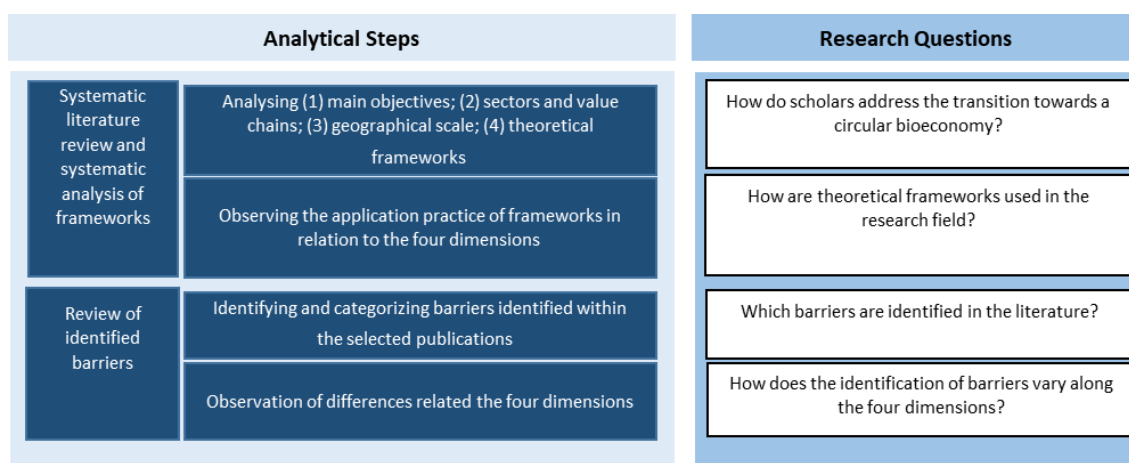 Analytical Steps
Research Questions
Systematic
literature
review and
systematic
analysis of
frameworks
Analysing (1) main objectives; (2) sectors and value
chains; (3) geographical scale; (4) theoretical
frameworks
How do scholars address the transition towards a
circular bioeconomy?
Observing the application practice of frameworks in
relation to the four dimensions
How are theoretical frameworks used in the
research field?
Review of
identified
barriers
Identifying and categorizing barriers identified within
the selected publications
Which barriers are identified in the literature?
Observation of differences related the four dimensions
How does the identification of barriers vary along
the four dimensions?